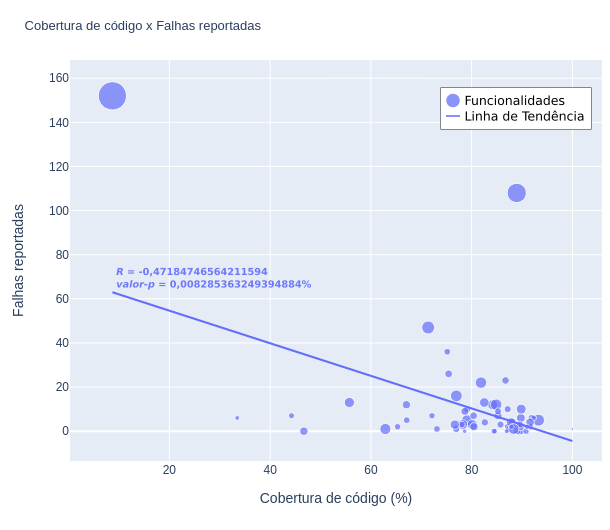 Cobertura de código x Falhas reportadas
160
140
120
100
80
60
40
20
0
Falhas reportadas
Funcionalidades
Linha de Tendência
R = -0,47184746564211594
valor-p = 0,008285363249394884%
20
40
60
80
100
Cobertura de código (%)